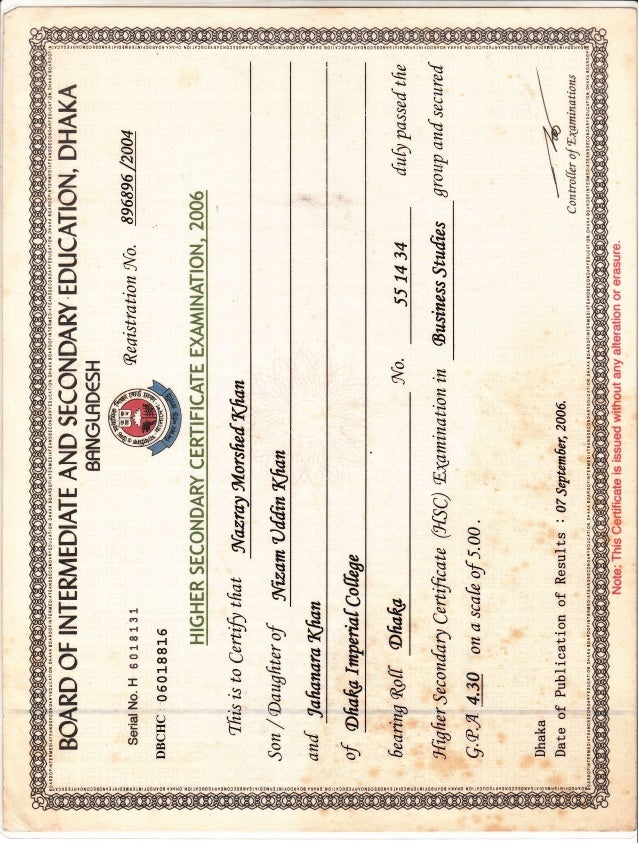 BOARD OF INTERMEDIATE AND SECONDARY EDUCATION, DHAKA
BANGLADESH
Serial No. H 6018131
Registration No. 896896 /2004
DBCHC 06018816
HIGHER SECONDARY CERTIFICATE EXAMINATION, 2006
This is to Certify that Nazray Morshed Khan
Son / Daughter of Nizam Uddin Khan
and Jahanara Khan
of Dhaka Imperial College
bearing Roll Dhaka No. 55 14 34 duly passed the
Higher Secondary Certificate (HSC) Examination in Business Studies group and secured
G.P.A 4.30 on a scale of 5.00 .
Dhaka
Date of Publication of Results : 07 September, 2006.
Controller of Examinations
Note: This Certificate is issued without any alteration or erasure.